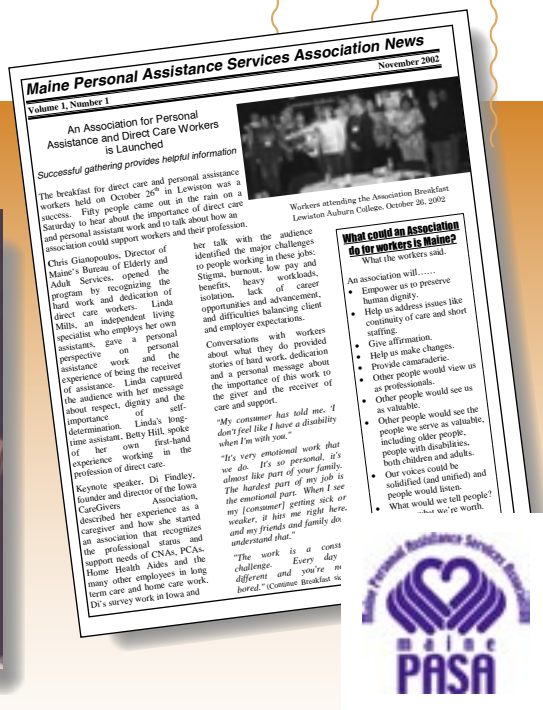 Maine Personal Assistance Services Association News
Volume 1, Number 1
November 2002
An Association for Personal
Assistance and Direct Care Workers
is Launched
Successful gathering provides helpful information
The breakfast for direct care and personal assistance
workers held on October 26th in Lewiston was a
success. Fifty people came out in the rain on a
Saturday to hear about the importance of direct care
and personal assistant work and to talk about how an
association could support workers and their profession.
Chris Gianopoulos, Director of
Maine's Bureau of Elderly and
Adult Services, opened the
program by recognizing the
hard work and dedication of
direct care workers. Linda
Mills, an independent living
specialist who employs her own
assistants, gave a personal
perspective on personal
assistance work and the
experience of being the receiver
of assistance. Linda captured
the audience with her message
about respect, dignity and the
importance of self-
determination. Linda's long-
time assistant, Betty Hill, spoke
of her own first-hand
experience working in the
profession of direct care.
Keynote speaker, Di Findley,
founder and director of the Iowa
CareGivers Association,
described her experience as a
caregiver and how she started
an association that recognizes
the professional status and
support needs of CNAs, PCAs,
Home Health Aides and the
many other employees in long
term care and home care work.
Di's survey work in Iowa and
her talk with the audience
identified the major challenges
to people working in these jobs:
Stigma, burnout, low pay and
benefits, heavy workloads,
isolation, lack of career
opportunities and advancement,
and difficulties balancing client
and employer expectations.
Conversations with workers
about what they do provided
stories of hard work, dedication
and a personal message about
the importance of this work to
the giver and the receiver of
care and support.
"My consumer has told me, 'I
don't feel like I have a disability
when I'm with you."
"It's very emotional work that
we do. It's so personal, it's
almost like part of your family.
The hardest part of my job is
the emotional part. When I see
my [consumer] getting sick or
weaker, it hits me right here,
and my friends and family do
understand that."
"The work is a
challenge. Every day
different and you're
bored." (Continue Breakfast
Workers attending the Association Breakfast
Lewiston Auburn College, October 26, 2002
What could an Association
do for workers is Maine?
What the workers said.
An association will……
• Empower us to preserve
human dignity.
• Help us address issues like
continuity of care and short
staffing.
• Give affirmation.
• Help us make changes.
• Provide camaraderie.
• Other people would view us
as professionals.
• Other people would see us
as valuable.
• Other people would see the
people we serve as valuable,
including older people,
people with disabilities,
both children and adults.
• Our voices could be
solidified (and unified) and
people would listen.
• What would we tell people?
we're worth.
Maine Personal Assistance Services Association
maine
PASA